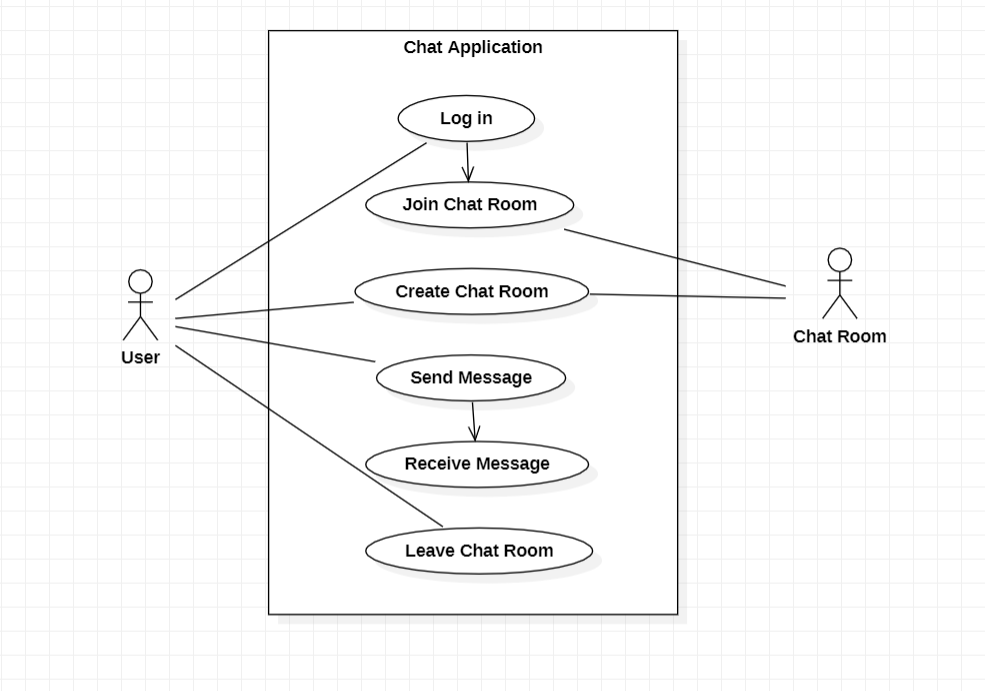 Chat Application
Log in
Join Chat Room
Create Chat Room
Send Message
Receive Message
Leave Chat Room
User
Chat Room